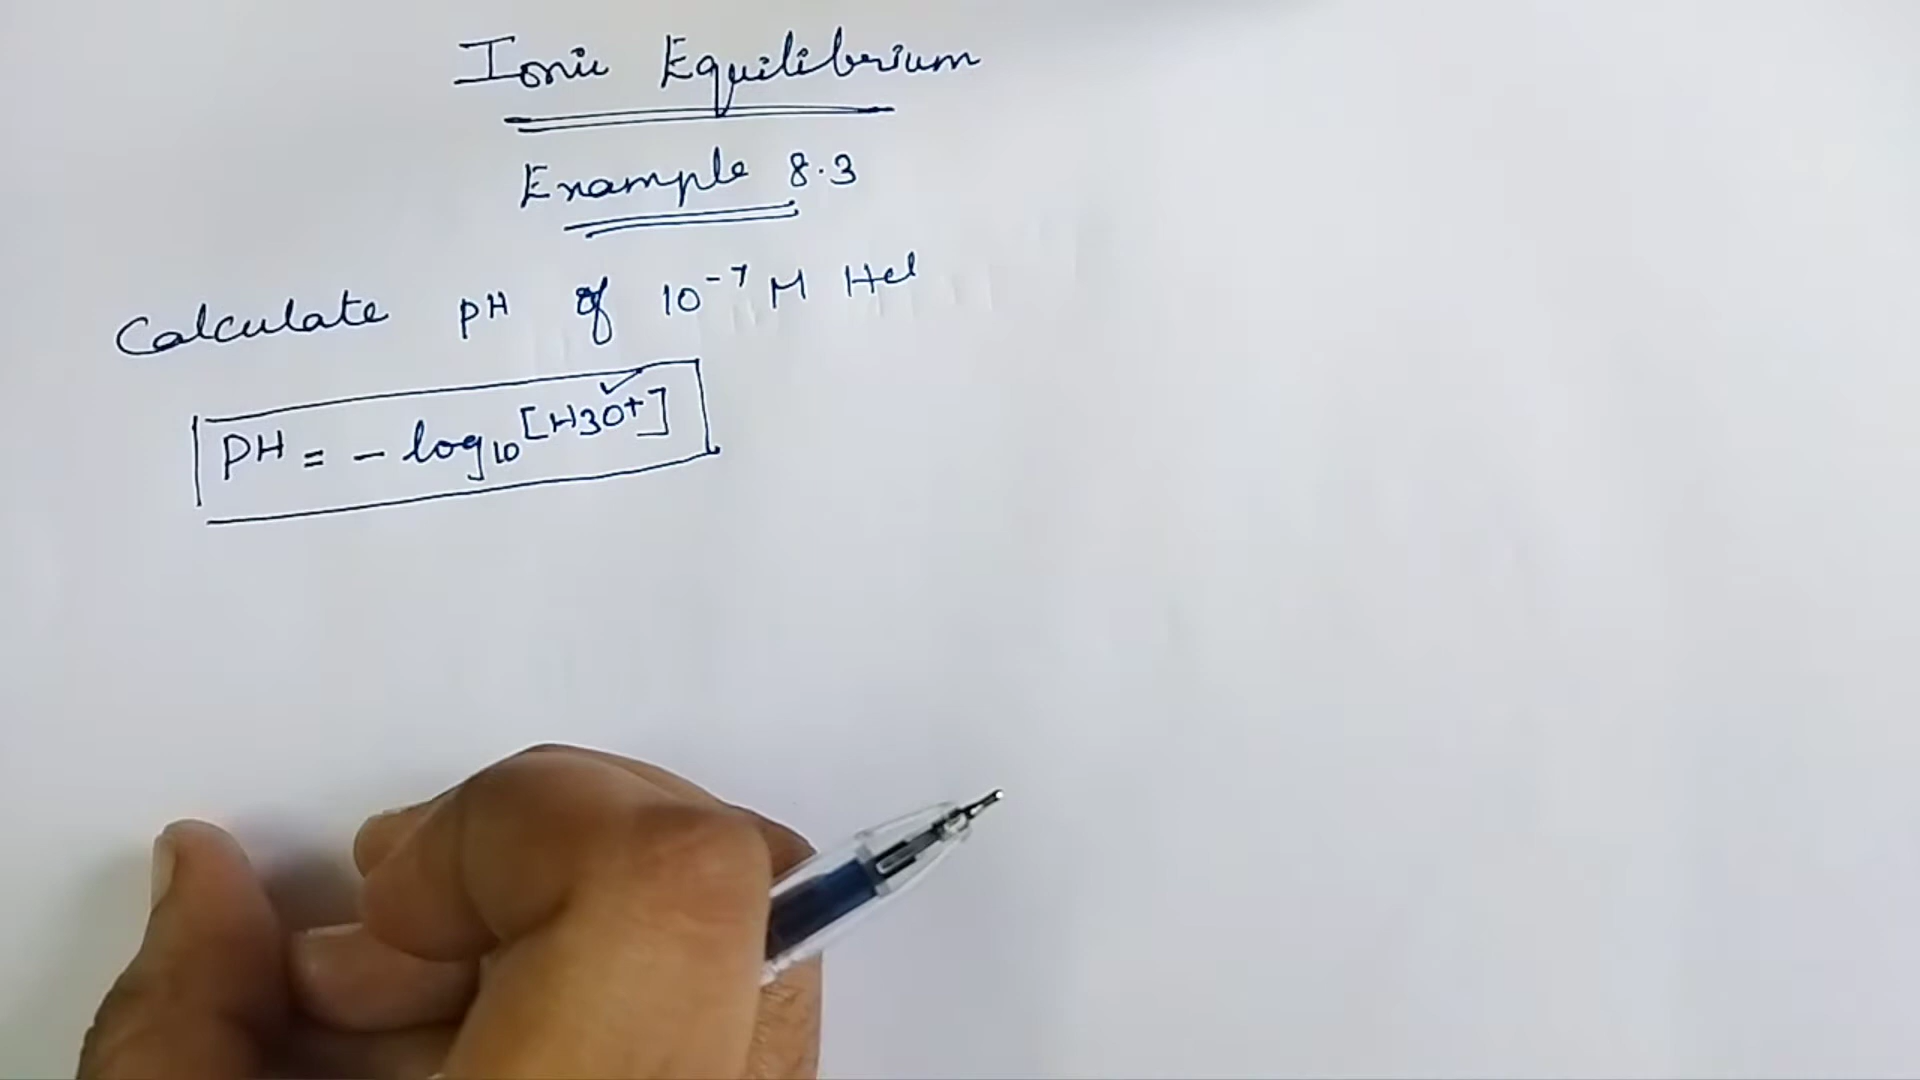 Ionic Equilibrium
Example 8.3
Calculate pH of 10⁻⁷ M Hcl
PH = - log₁₀ [H3O+]